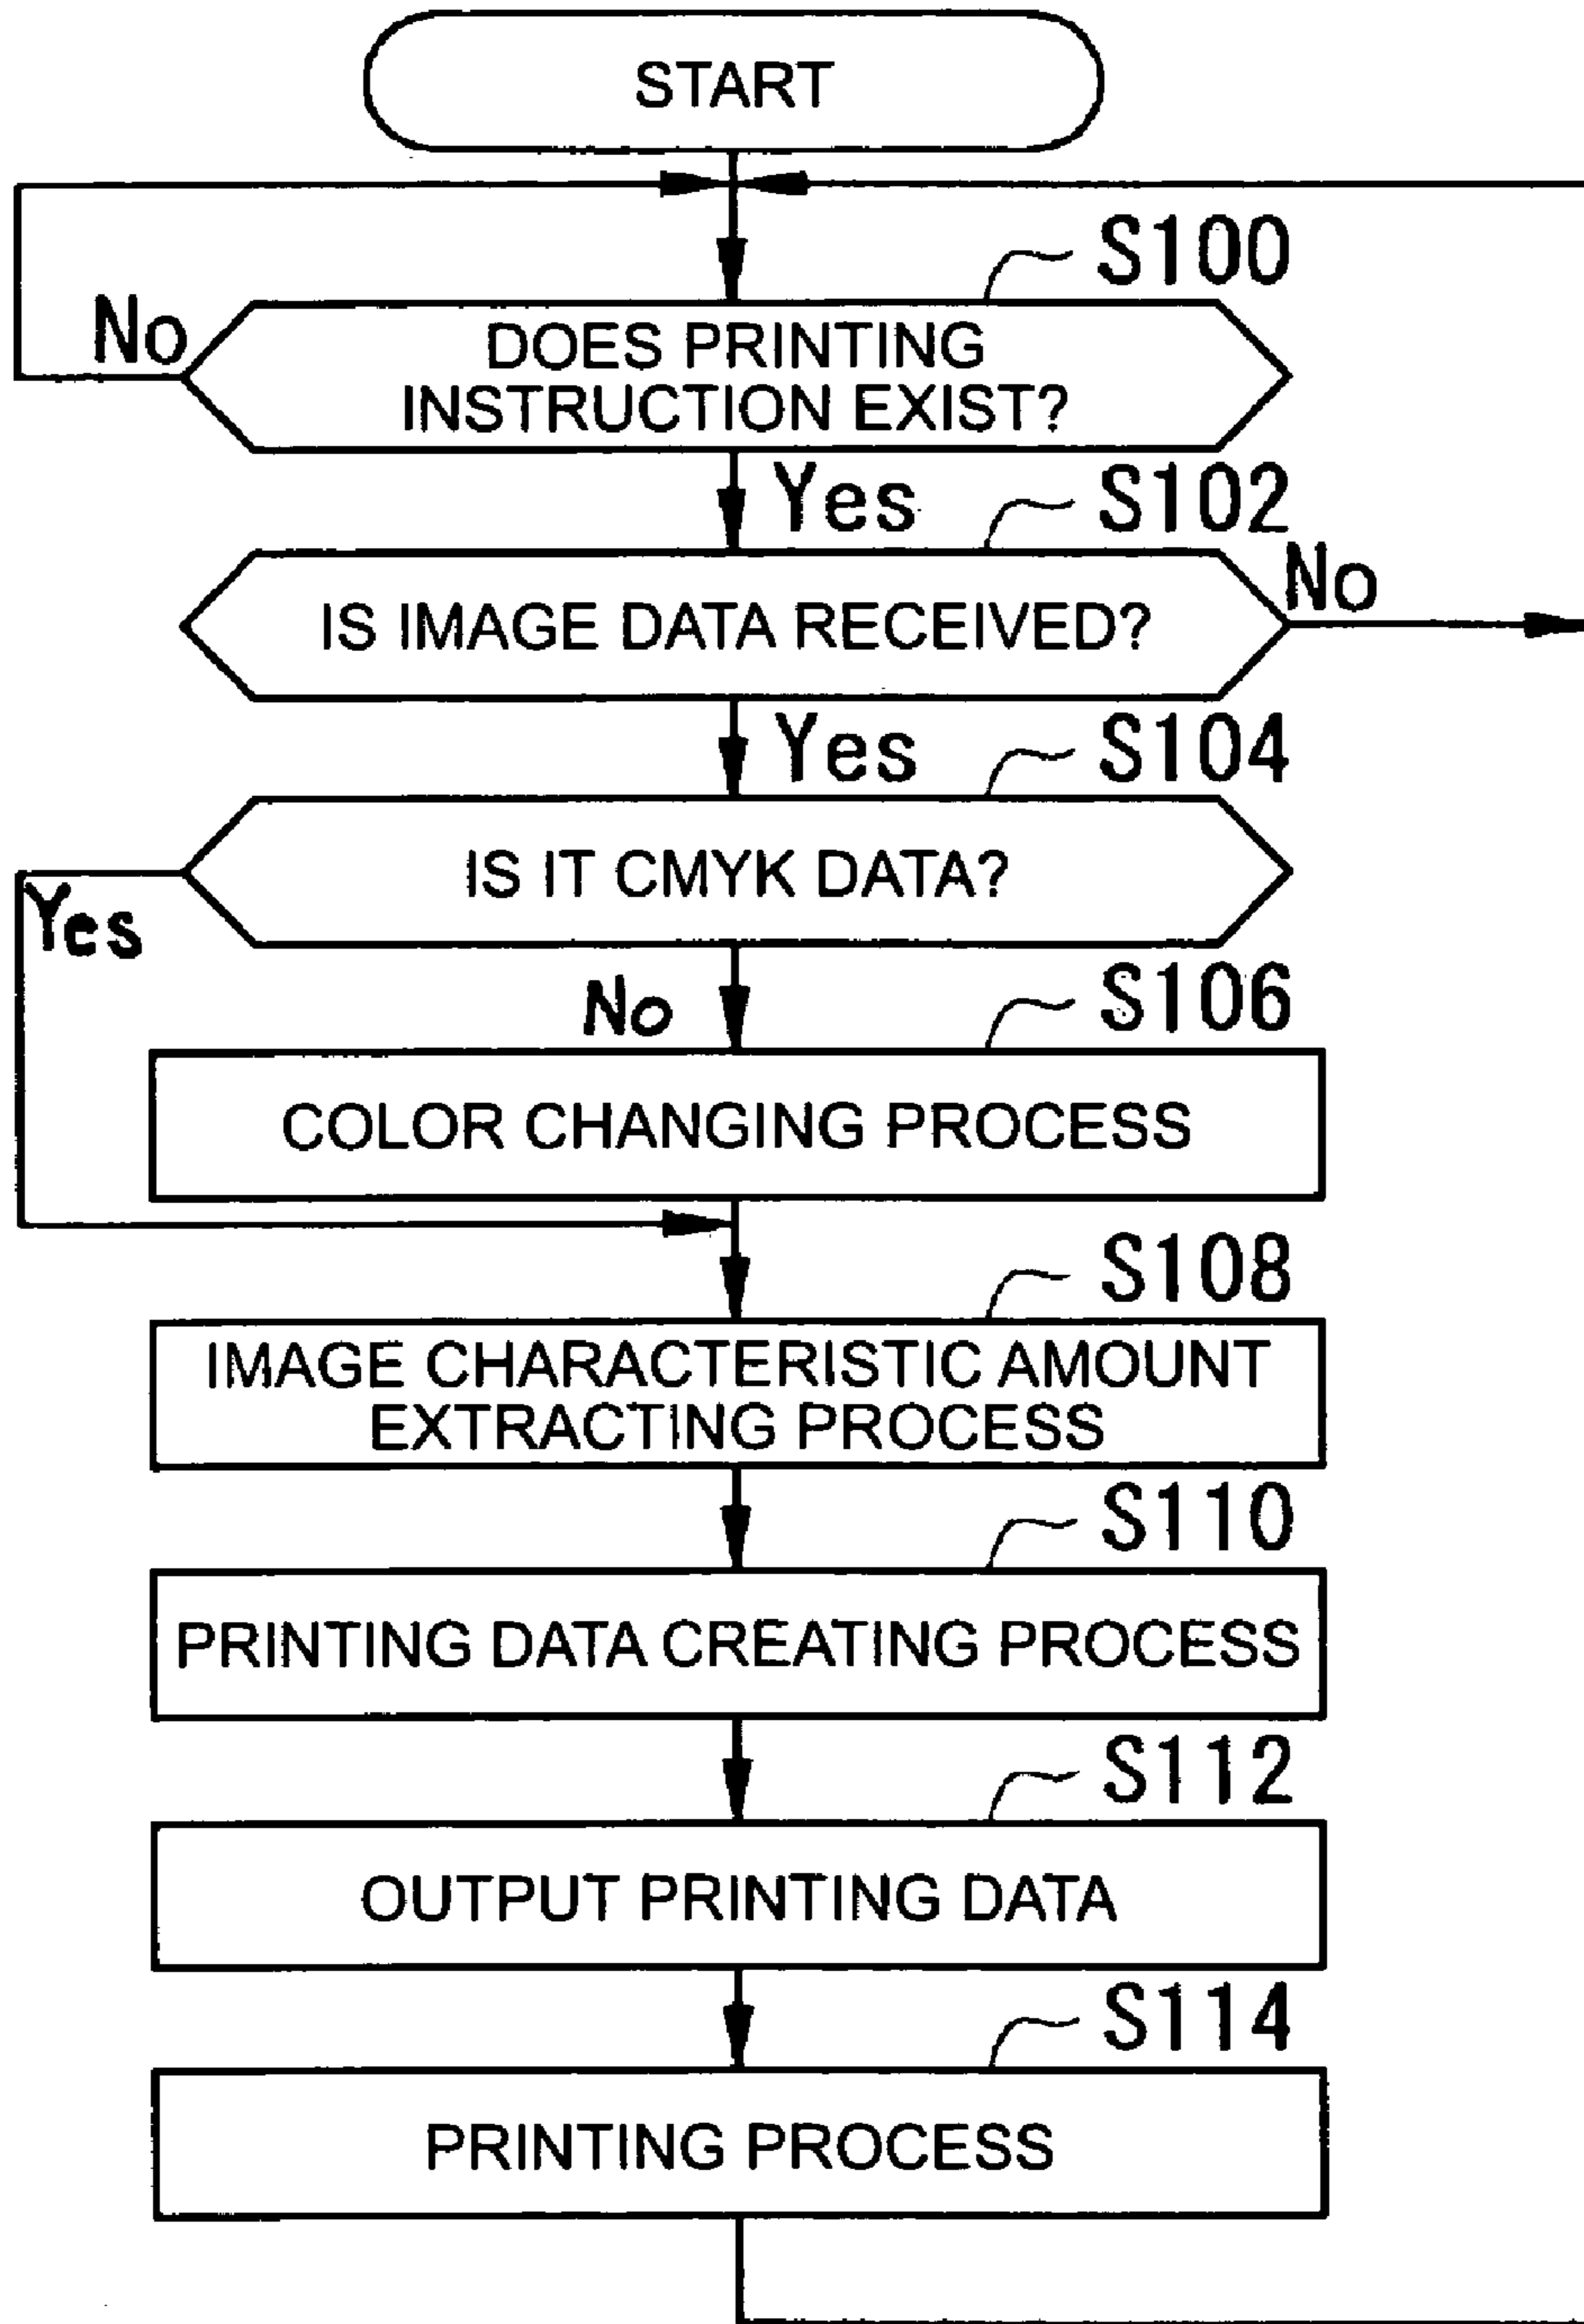 START
S100
No
DOES PRINTING
INSTRUCTION EXIST?
Yes
S102
No
IS IMAGE DATA RECEIVED?
Yes
S104
IS IT CMYK DATA?
Yes
No
S106
COLOR CHANGING PROCESS
S108
IMAGE CHARACTERISTIC AMOUNT
EXTRACTING PROCESS
S110
PRINTING DATA CREATING PROCESS
S112
OUTPUT PRINTING DATA
S114
PRINTING PROCESS